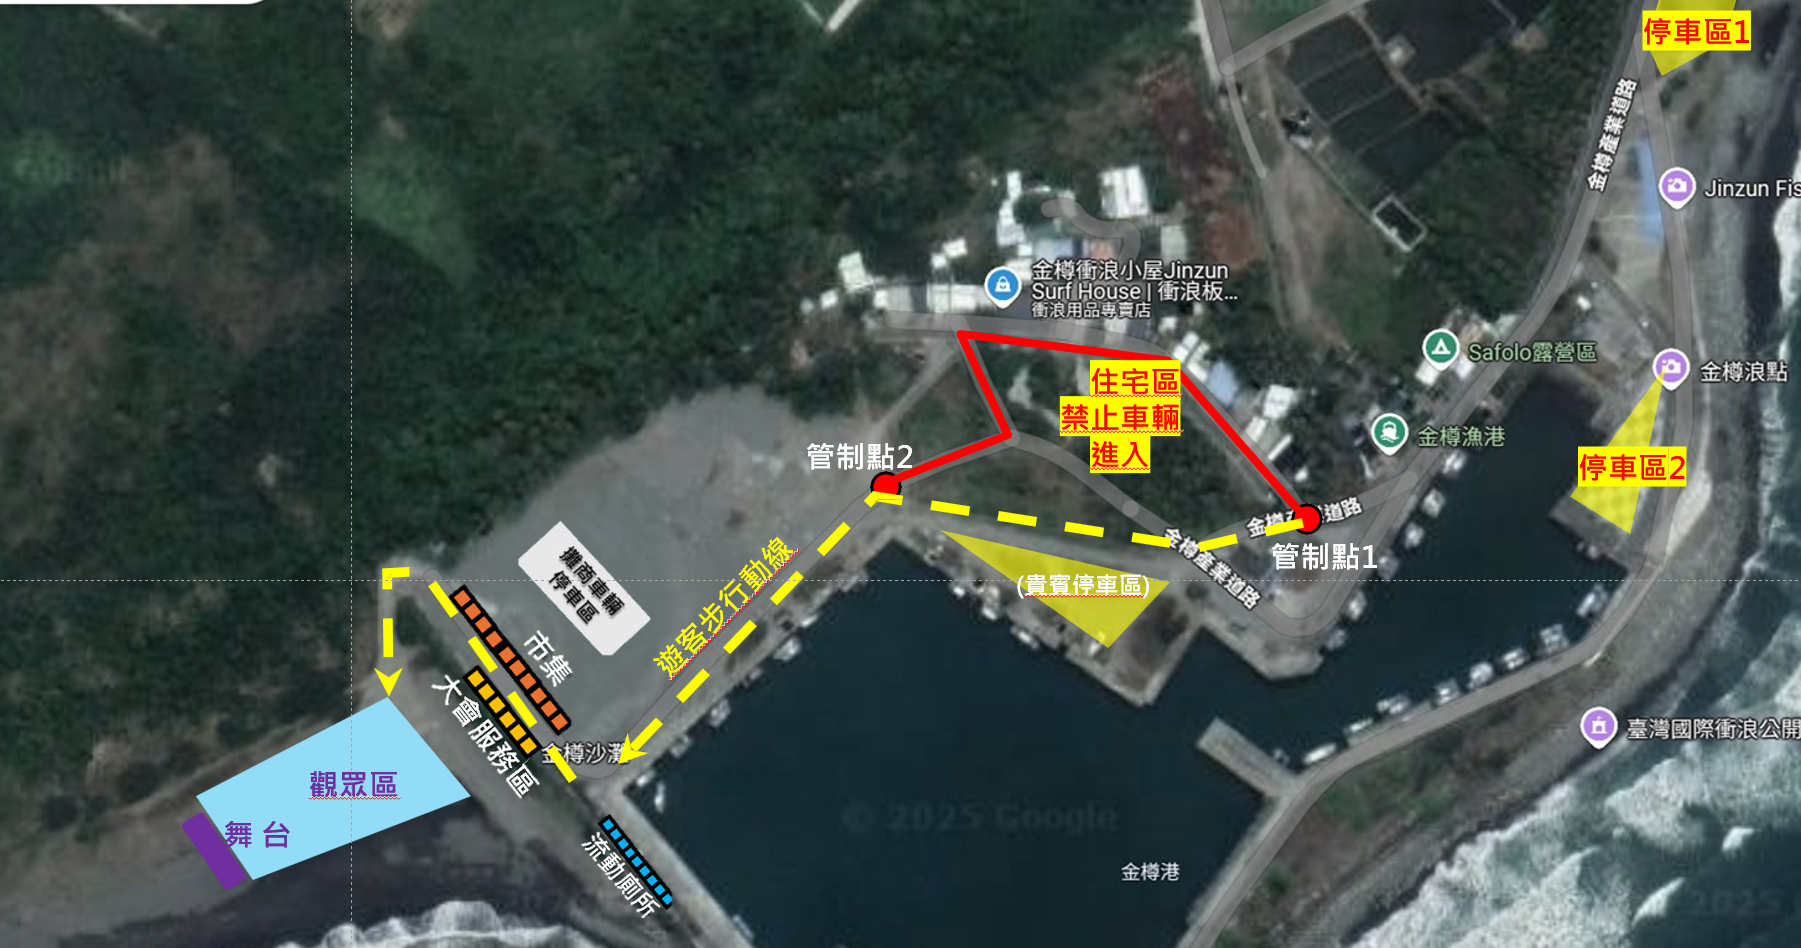 停車區1
金樽產業道路
Jinzun Fis
金樽衝浪小屋Jinzun
Surf House | 衝浪板...
衝浪用品專賣店
Safolo露營區
金樽浪點
住宅區
禁止車輛
進入
金樽漁港
管制點2
停車區2
道路
管制點1
金樽產業道路
(貴賓停車區)
攤商車輛
停車區
遊客步行動線
市集
大會服務區
金樽沙灘
臺灣國際衝浪公開
觀眾區
舞 台
流動廁所
© 2025 Google
金樽港